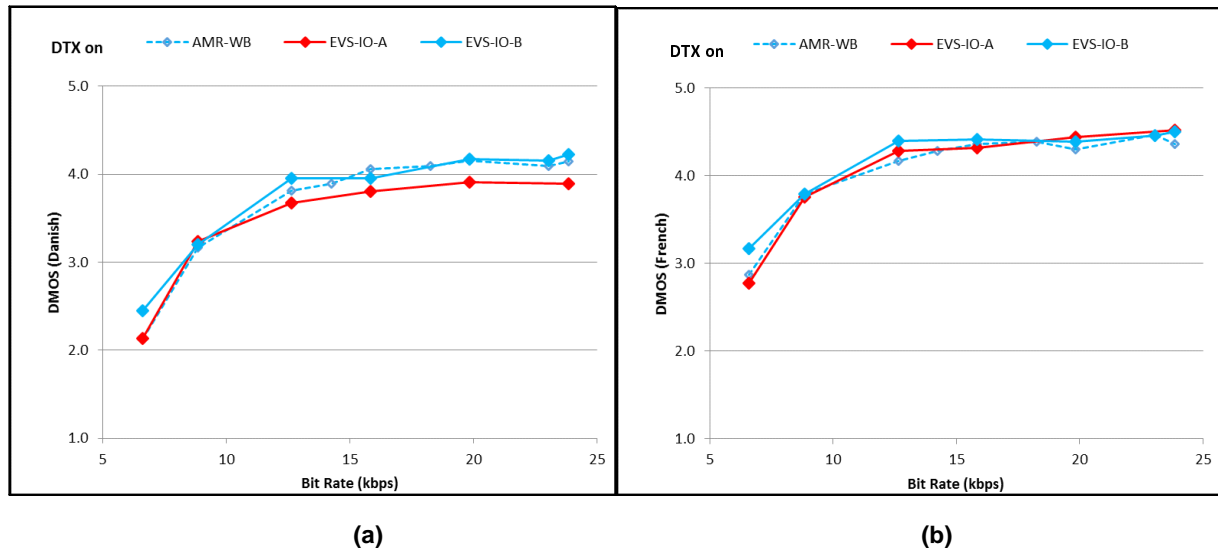 DTX on AMR-WB EVS-IO-A EVS-IO-B
5.0
4.0
3.0
2.0
1.0
DMOS (Danish)
5 10 15 20 25
Bit Rate (kbps)
(a)
DTX on AMR-WB EVS-IO-A EVS-IO-B
5.0
4.0
3.0
2.0
1.0
DMOS (French)
5 10 15 20 25
Bit Rate (kbps)
(b)